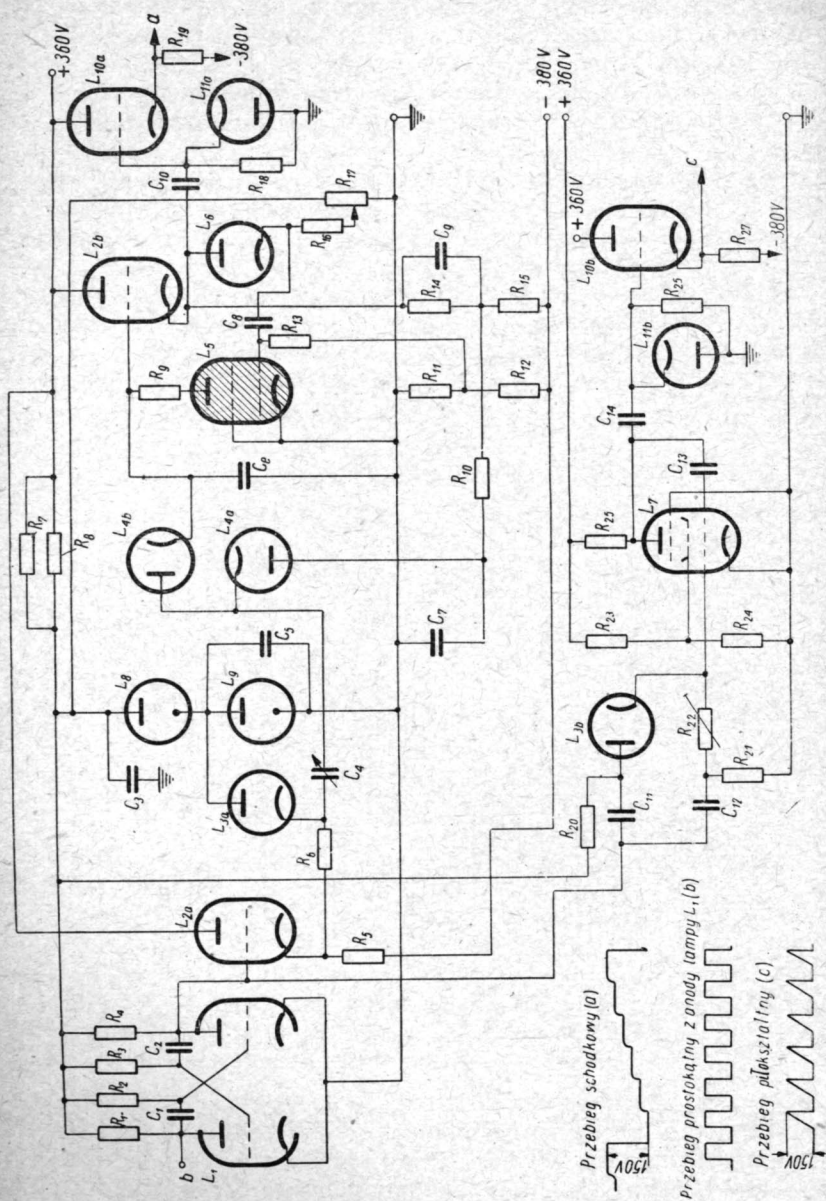 +360V
-380V
a
R19
L10a
L11a
C10
R18
R17
L2b
L6
R16
C8
R13
L5
R9
R14
C9
R15
R11
R12
Ce
R10
L4b
L4a
R7
R8
C7
L8
L9
C5
C3
L3a
C4
R6
L2a
R5
R4
R3
R2
R1
C2
C1
b
L1
- 380V
+ 360V
+ 360V
L10b
c
R27
-380V
R25
L11b
C14
C13
R25
L7
R23
R24
L3b
R22
R21
R20
C11
C12
Przebieg schodkowy (a)
150V
Przebieg prostokątny z anody lampy L1 (b)
Przebieg piłokształtny (c)
150V